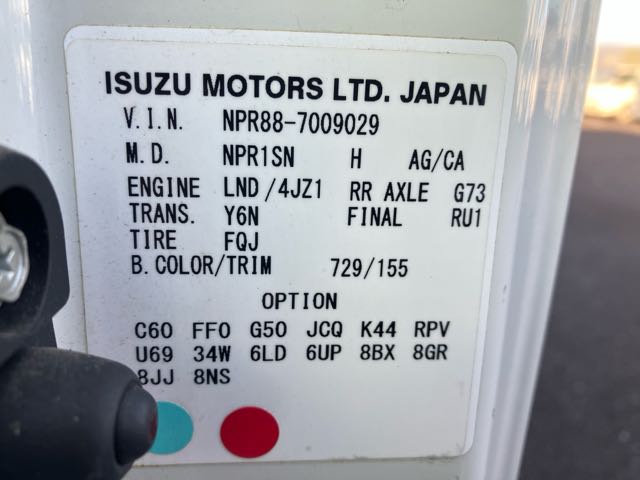 ISUZU MOTORS LTD. JAPAN
V.I.N. NPR88-7009029
M.D. NPR1SN H AG/CA
ENGINE LND/4JZ1 RR AXLE G73
TRANS. Y6N FINAL RU1
TIRE FQJ
B.COLOR/TRIM 729/155
OPTION
C60 FF0 G50 JCQ K44 RPV
U69 34W 6LD 6UP 8BX 8GR
8JJ 8NS